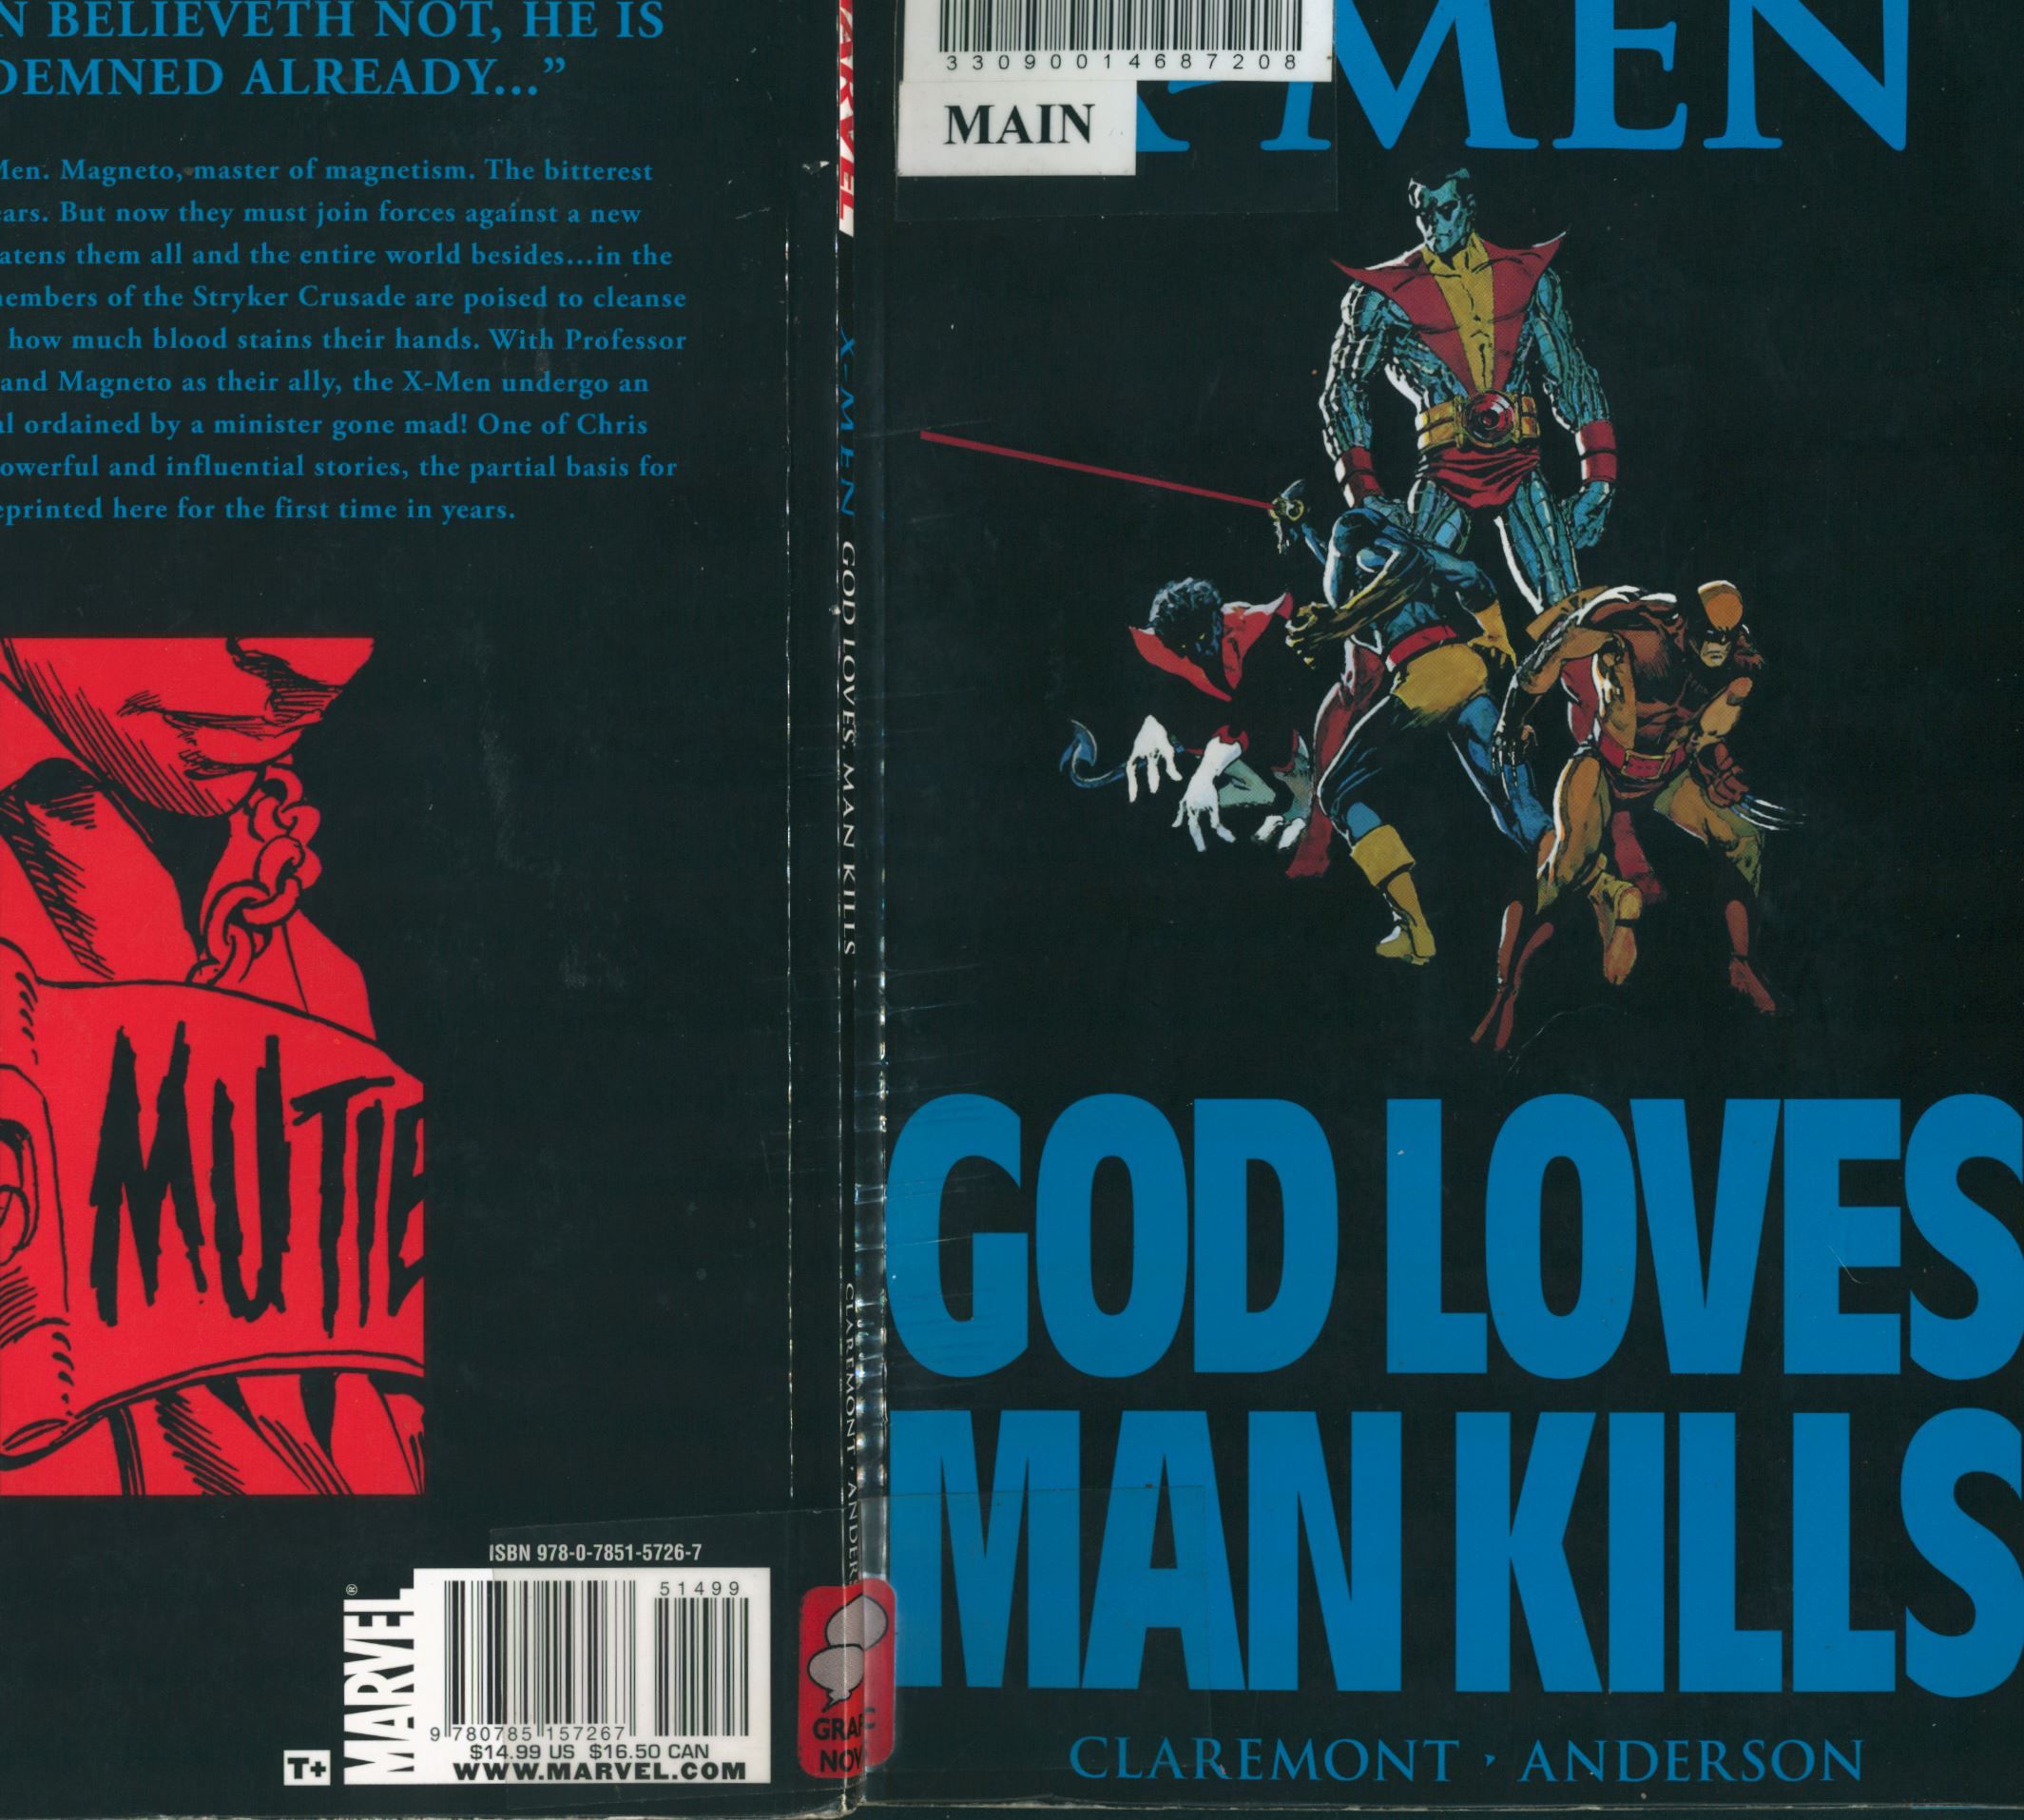 N BELIEVETH NOT, HE IS
DEMNED ALREADY..."
Men. Magneto, master of magnetism. The bitterest
ears. But now they must join forces against a new
atens them all and the entire world besides...in the
members of the Stryker Crusade are poised to cleanse
how much blood stains their hands. With Professor
and Magneto as their ally, the X-Men undergo an
al ordained by a minister gone mad! One of Chris
owerful and influential stories, the partial basis for
eprinted here for the first time in years.
MUTIE
ISBN 978-0-7851-5726-7
51499
9 780785 157267
$14.99 US $16.50 CAN
WWW.MARVEL.COM
MARVEL®
T+
MARVEL
X-MEN GOD LOVES, MAN KILLS
CLAREMONT · ANDERS
GRAP
NOV
33090014687208
MAIN
X-MEN
GOD LOVES
MAN KILLS
CLAREMONT · ANDERSON